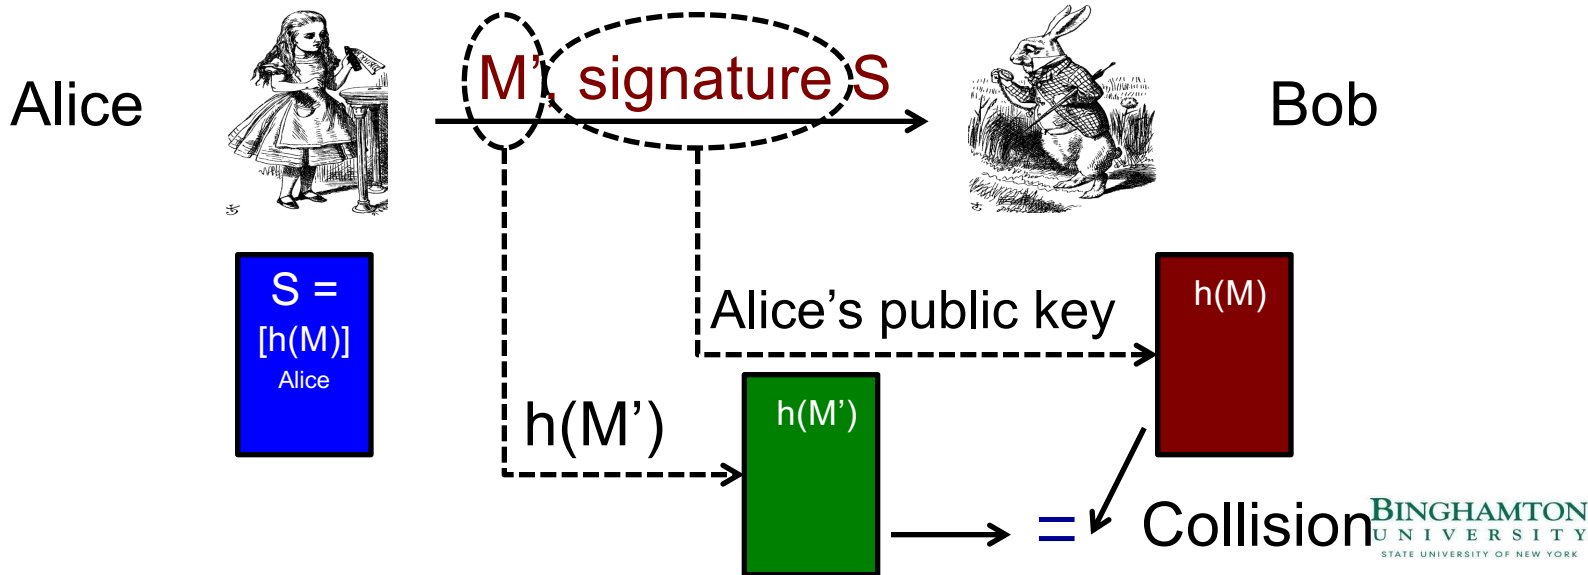 Alice
M’, signature S
Bob
S =
[h(M)]
Alice
Alice’s public key
h(M)
h(M’)
h(M’)
=
Collision
BINGHAMTON
UNIVERSITY
STATE UNIVERSITY OF NEW YORK